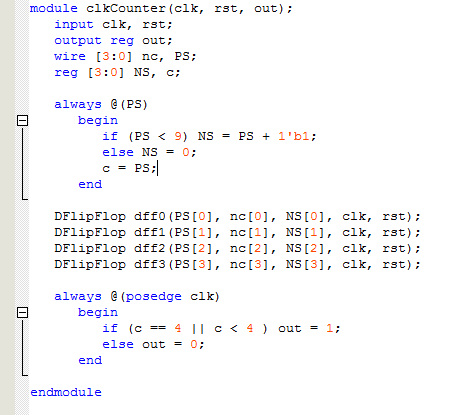 module clkCounter(clk, rst, out);
input clk, rst;
output reg out;
wire [3:0] nc, PS;
reg [3:0] NS, c;
always @(PS)
begin
if (PS < 9) NS = PS + 1'b1;
else NS = 0;
c = PS;
end
DFlipFlop dff0(PS[0], nc[0], NS[0], clk, rst);
DFlipFlop dff1(PS[1], nc[1], NS[1], clk, rst);
DFlipFlop dff2(PS[2], nc[2], NS[2], clk, rst);
DFlipFlop dff3(PS[3], nc[3], NS[3], clk, rst);
always @(posedge clk)
begin
if (c == 4 || c < 4 ) out = 1;
else out = 0;
end
endmodule